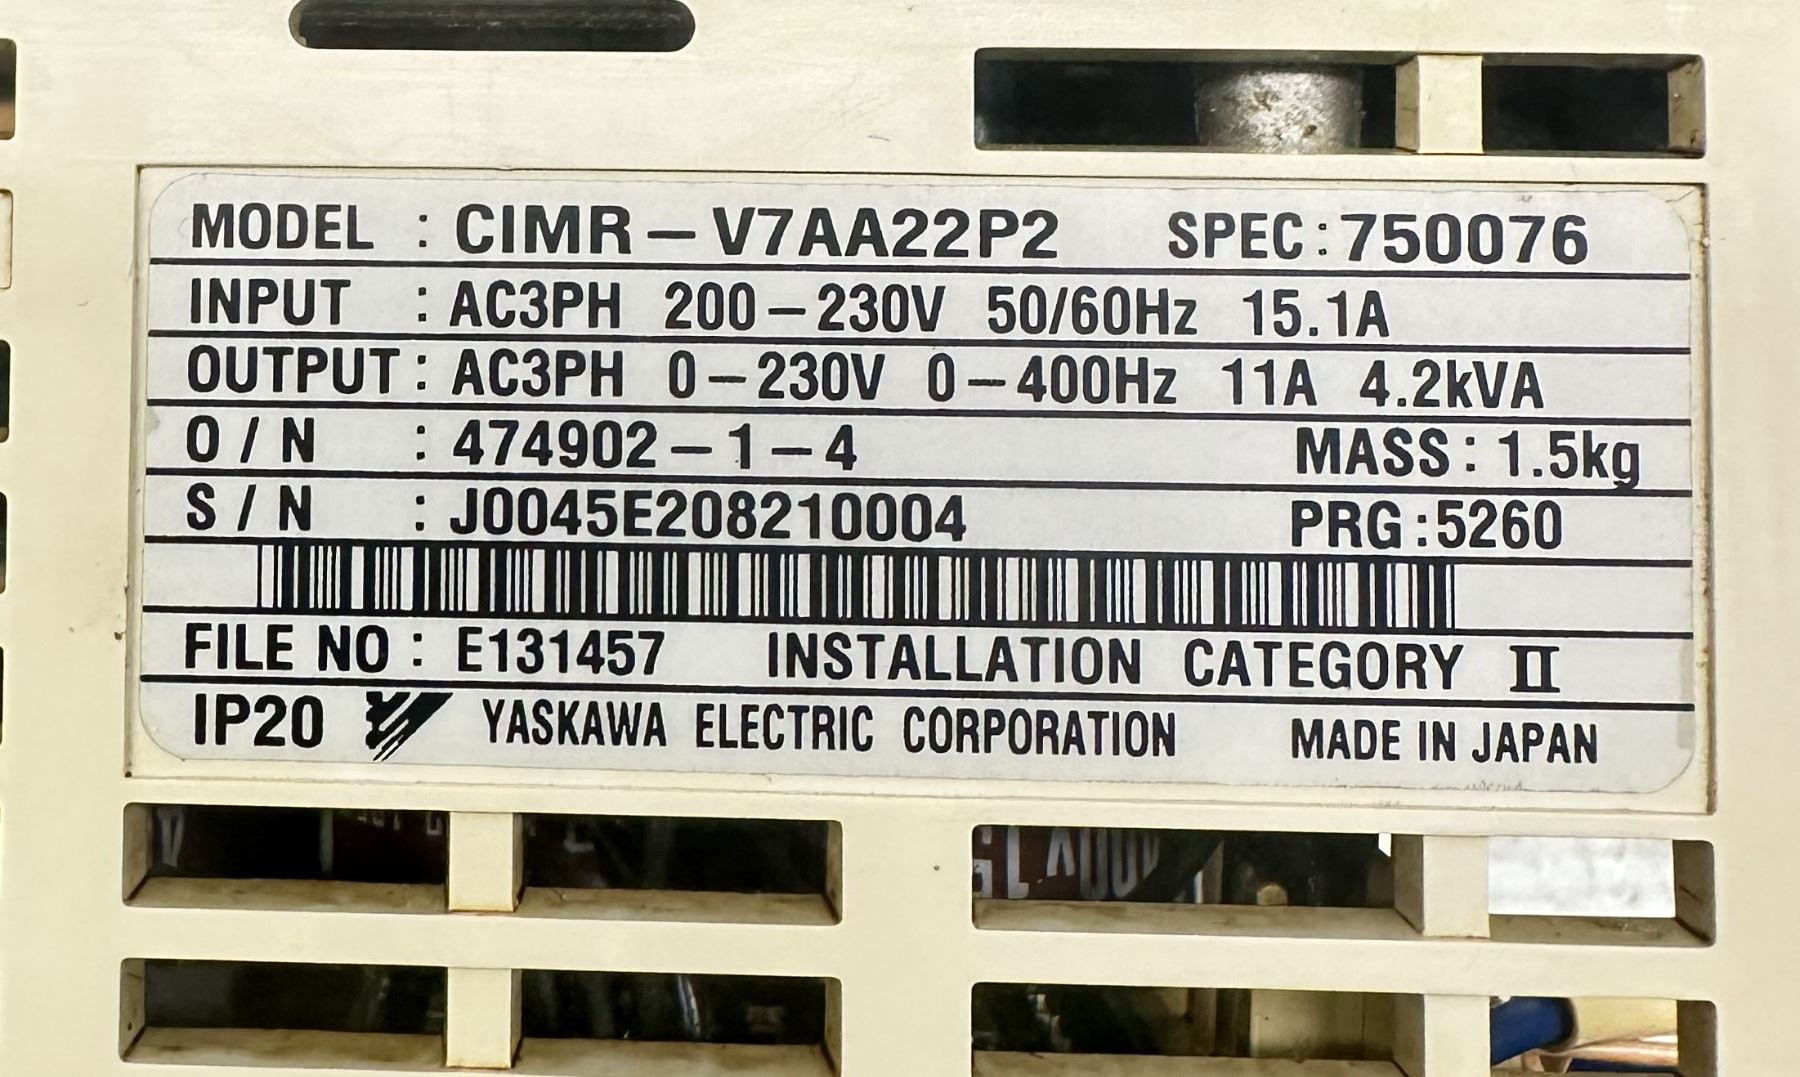 MODEL : CIMR-V7AA22P2 SPEC:750076
INPUT : AC3PH 200-230V 50/60Hz 15.1A
OUTPUT : AC3PH 0-230V 0-400Hz 11A 4.2kVA
O/N : 474902-1-4 MASS : 1.5kg
S/N : J0045E208210004 PRG:5260
FILE NO : E131457 INSTALLATION CATEGORY II
IP20 YASKAWA ELECTRIC CORPORATION MADE IN JAPAN